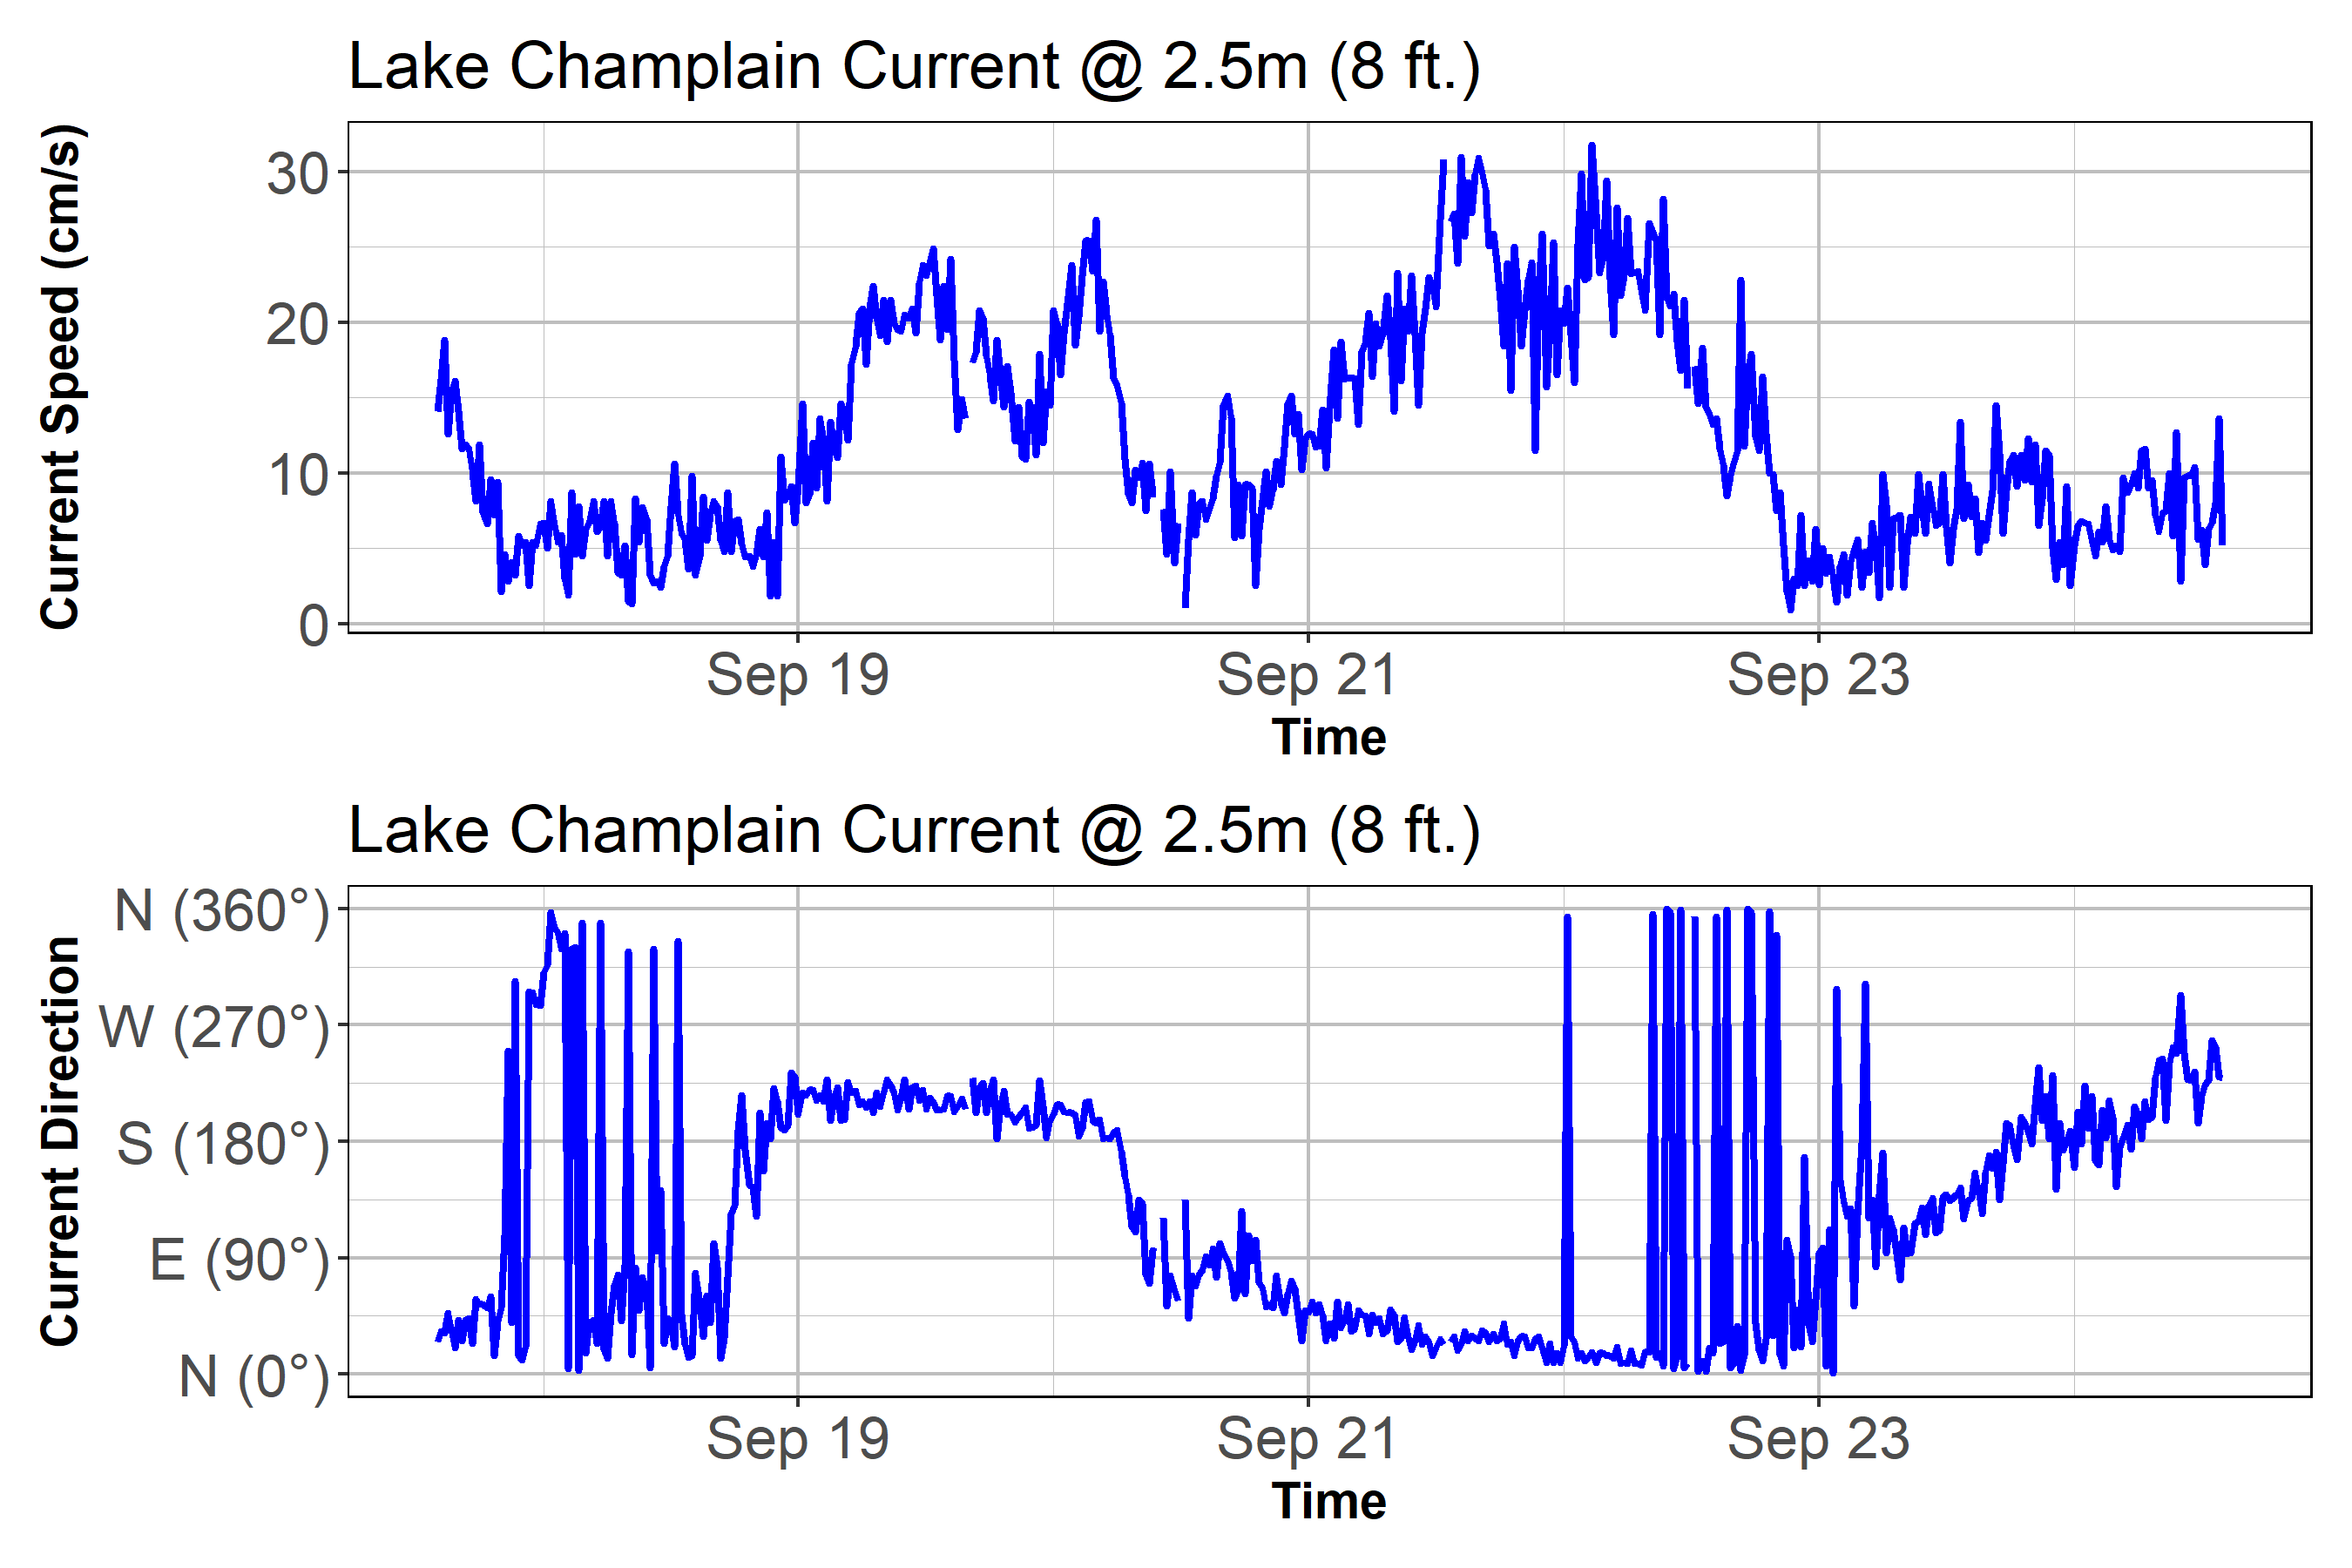 Lake Champlain Current @ 2.5m (8 ft.)
Current Speed (cm/s)
30
20
10
0
Sep 19 Sep 21 Sep 23
Time
Lake Champlain Current @ 2.5m (8 ft.)
Current Direction
N (360°)
W (270°)
S (180°)
E (90°)
N (0°)
Sep 19 Sep 21 Sep 23
Time